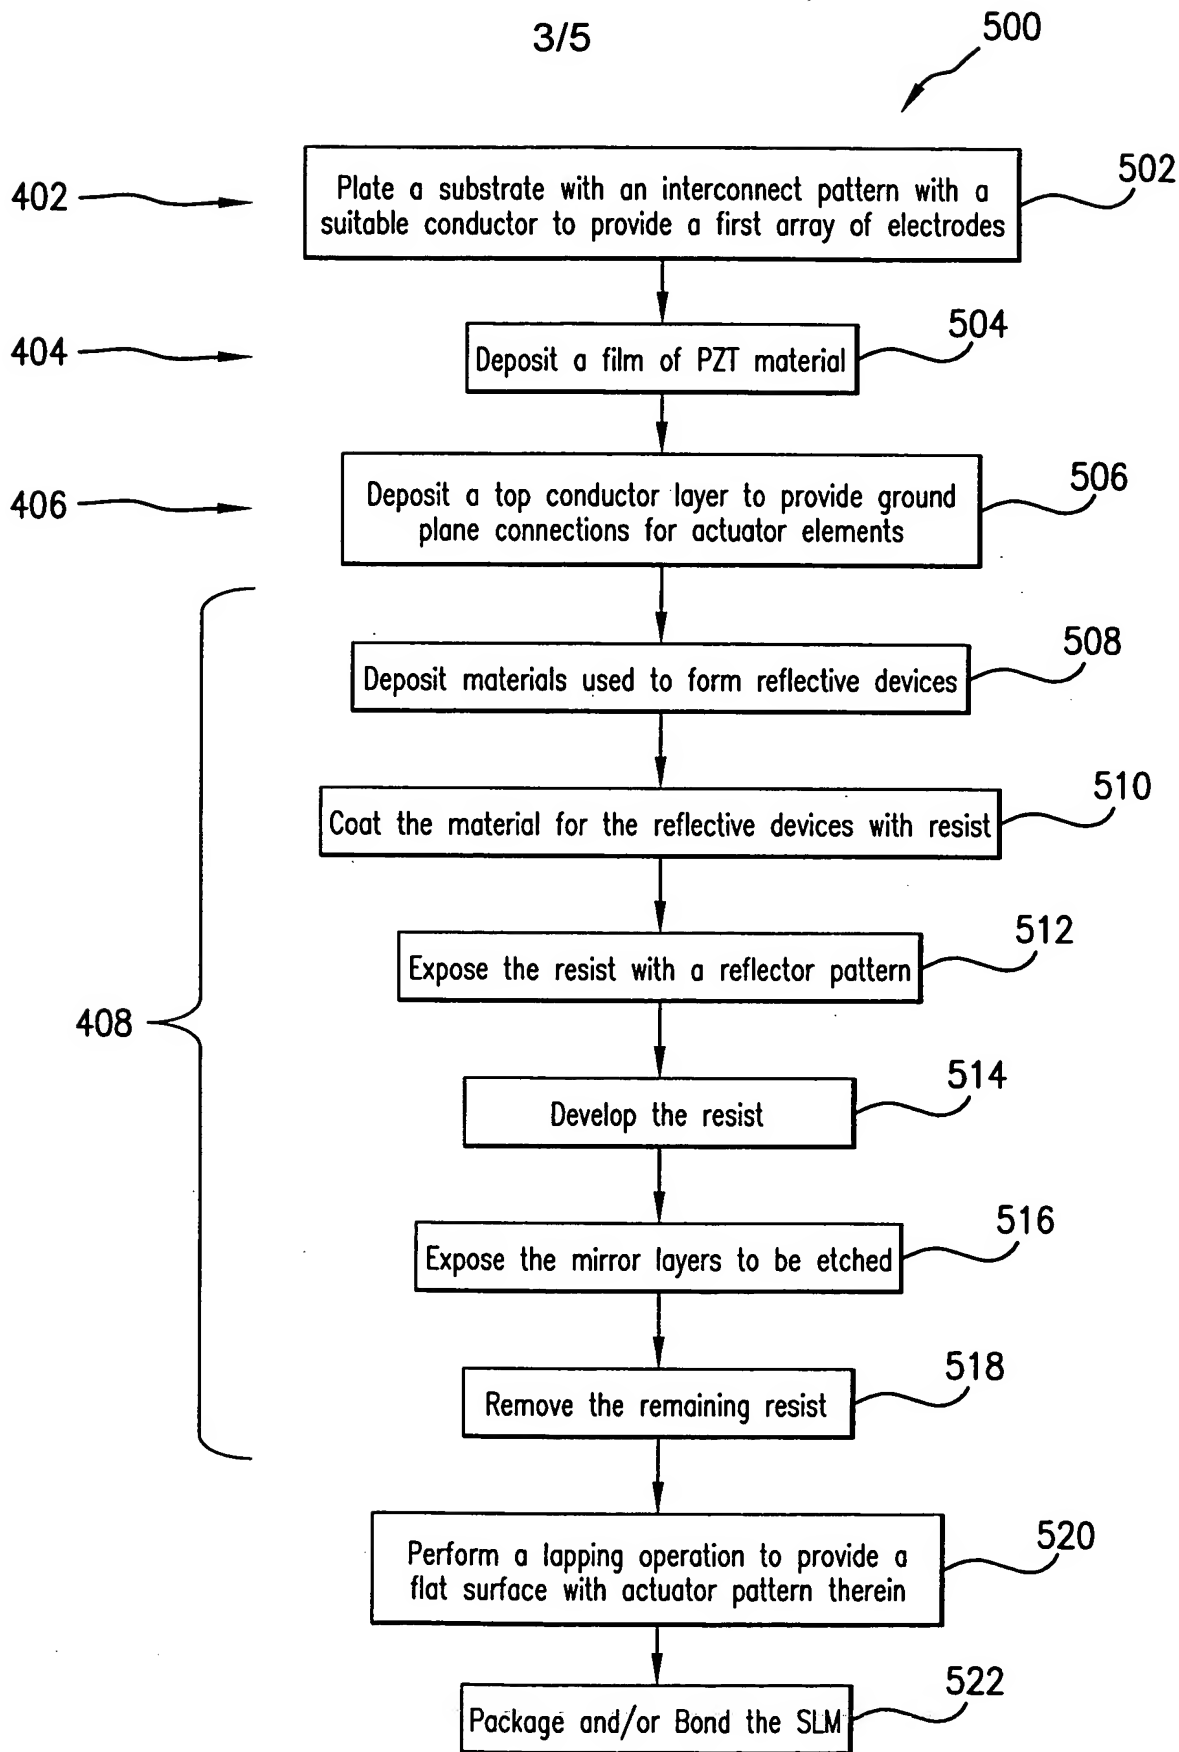 3/5
500
402
Plate a substrate with an interconnect pattern with a
suitable conductor to provide a first array of electrodes
502
404
Deposit a film of PZT material
504
406
Deposit a top conductor layer to provide ground
plane connections for actuator elements
506
Deposit materials used to form reflective devices
508
Coat the material for the reflective devices with resist
510
Expose the resist with a reflector pattern
512
408
Develop the resist
514
Expose the mirror layers to be etched
516
Remove the remaining resist
518
Perform a lapping operation to provide a
flat surface with actuator pattern therein
520
Package and/or Bond the SLM
522